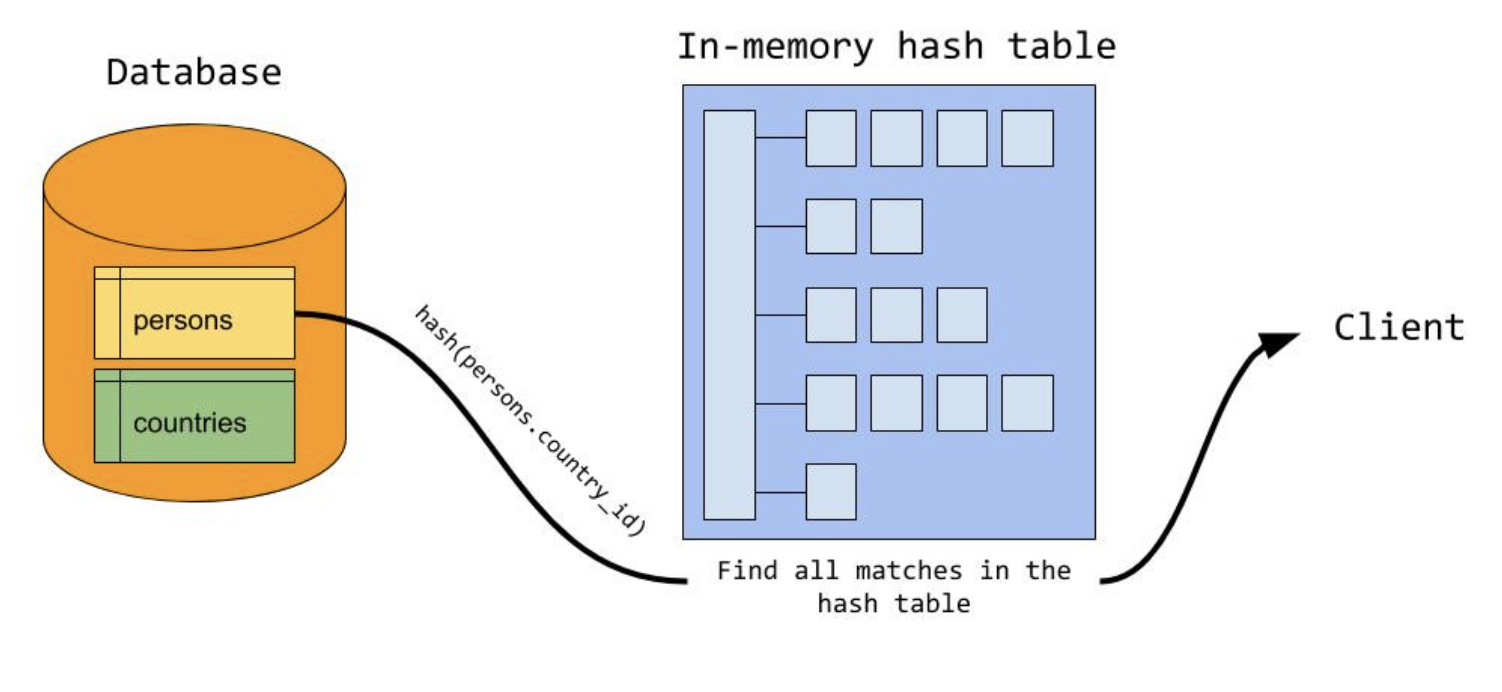 Database
persons
countries
hash(persons.country_id)
In-memory hash table
Find all matches in the
hash table
Client